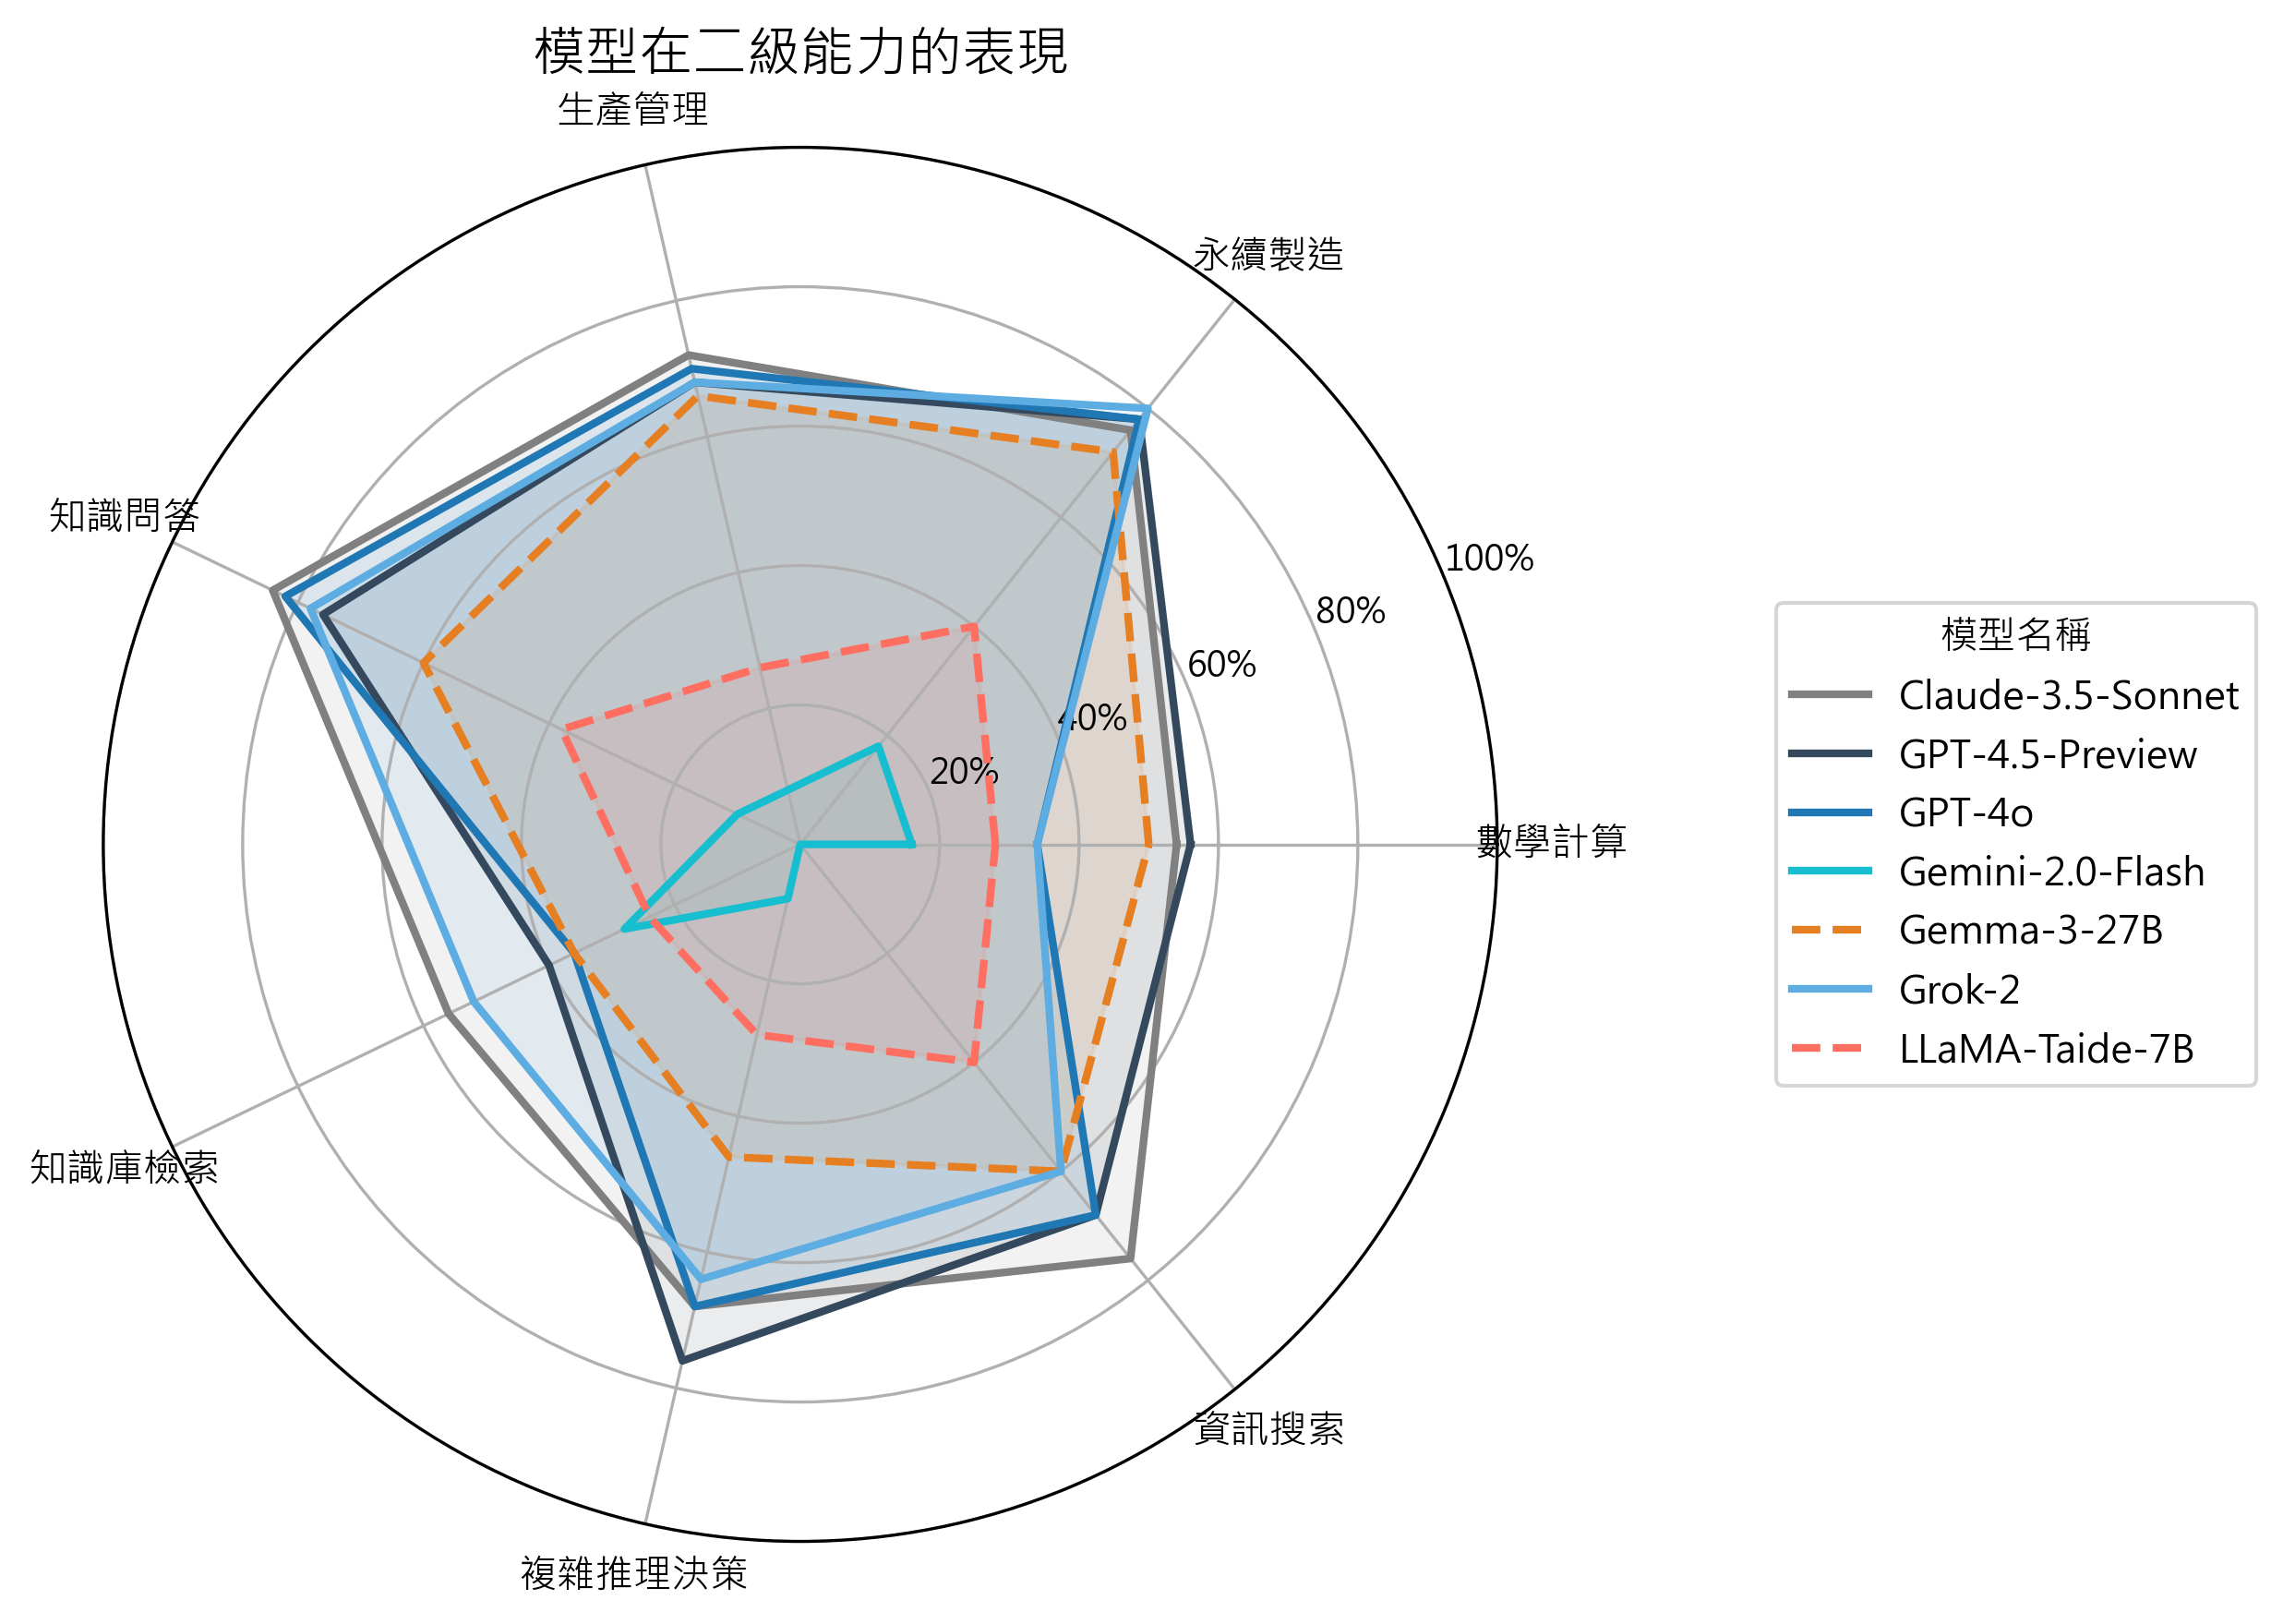 模型在二級能力的表現
生產管理
永續製造
知識問答
100%
80%
60%
40%
20%
數學計算
知識庫檢索
資訊搜索
複雜推理決策
模型名稱
Claude-3.5-Sonnet
GPT-4.5-Preview
GPT-4o
Gemini-2.0-Flash
Gemma-3-27B
Grok-2
LLaMA-Taide-7B